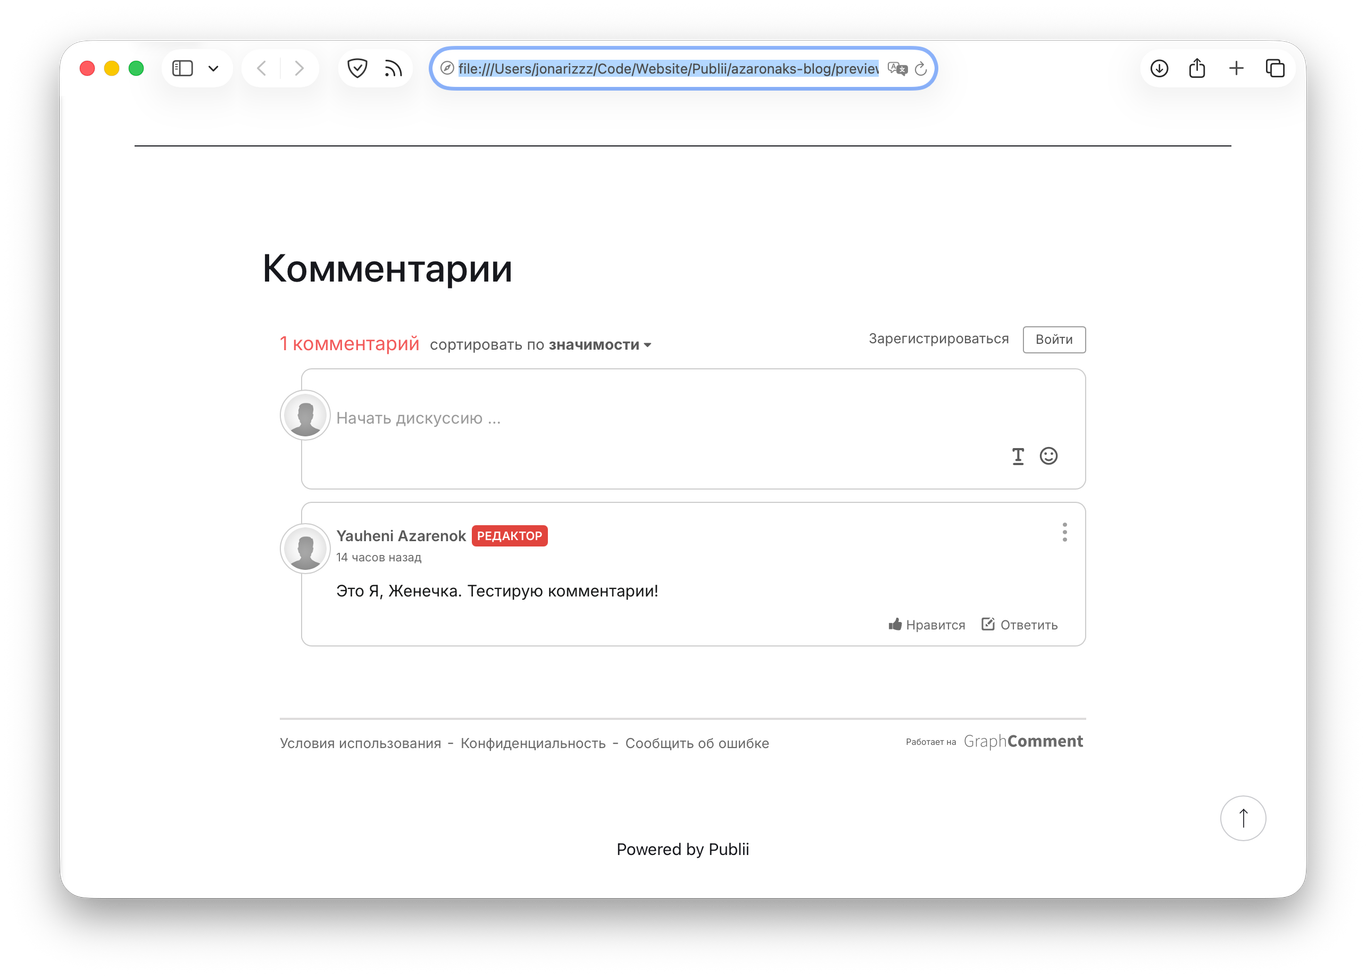 file:///Users/jonarizzz/Code/Website/Publii/azaronaks-blog/preview
Комментарии
1 комментарий сортировать по значимости
Зарегистрироваться Войти
Начать дискуссию ...
Yauheni Azarenok РЕДАКТОР
14 часов назад
Это Я, Женечка. Тестирую комментарии!
Нравится Ответить
Условия использования - Конфиденциальность - Сообщить об ошибке
Работает на GraphComment
Powered by Publii